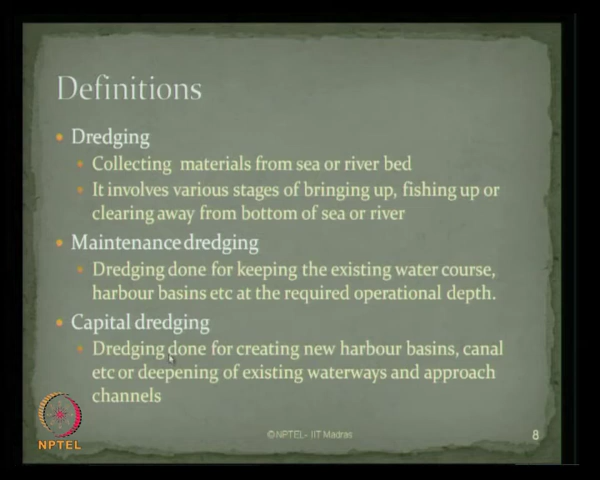 Definitions
Dredging
Collecting materials from sea or river bed
It involves various stages of bringing up, fishing up or
clearing away from bottom of sea or river
Maintenance dredging
Dredging done for keeping the existing water course,
harbour basins etc at the required operational depth.
Capital dredging
Dredging done for creating new harbour basins, canal
etc or deepening of existing waterways and approach
channels
NPTEL
©NPTEL- IIT Madras
8